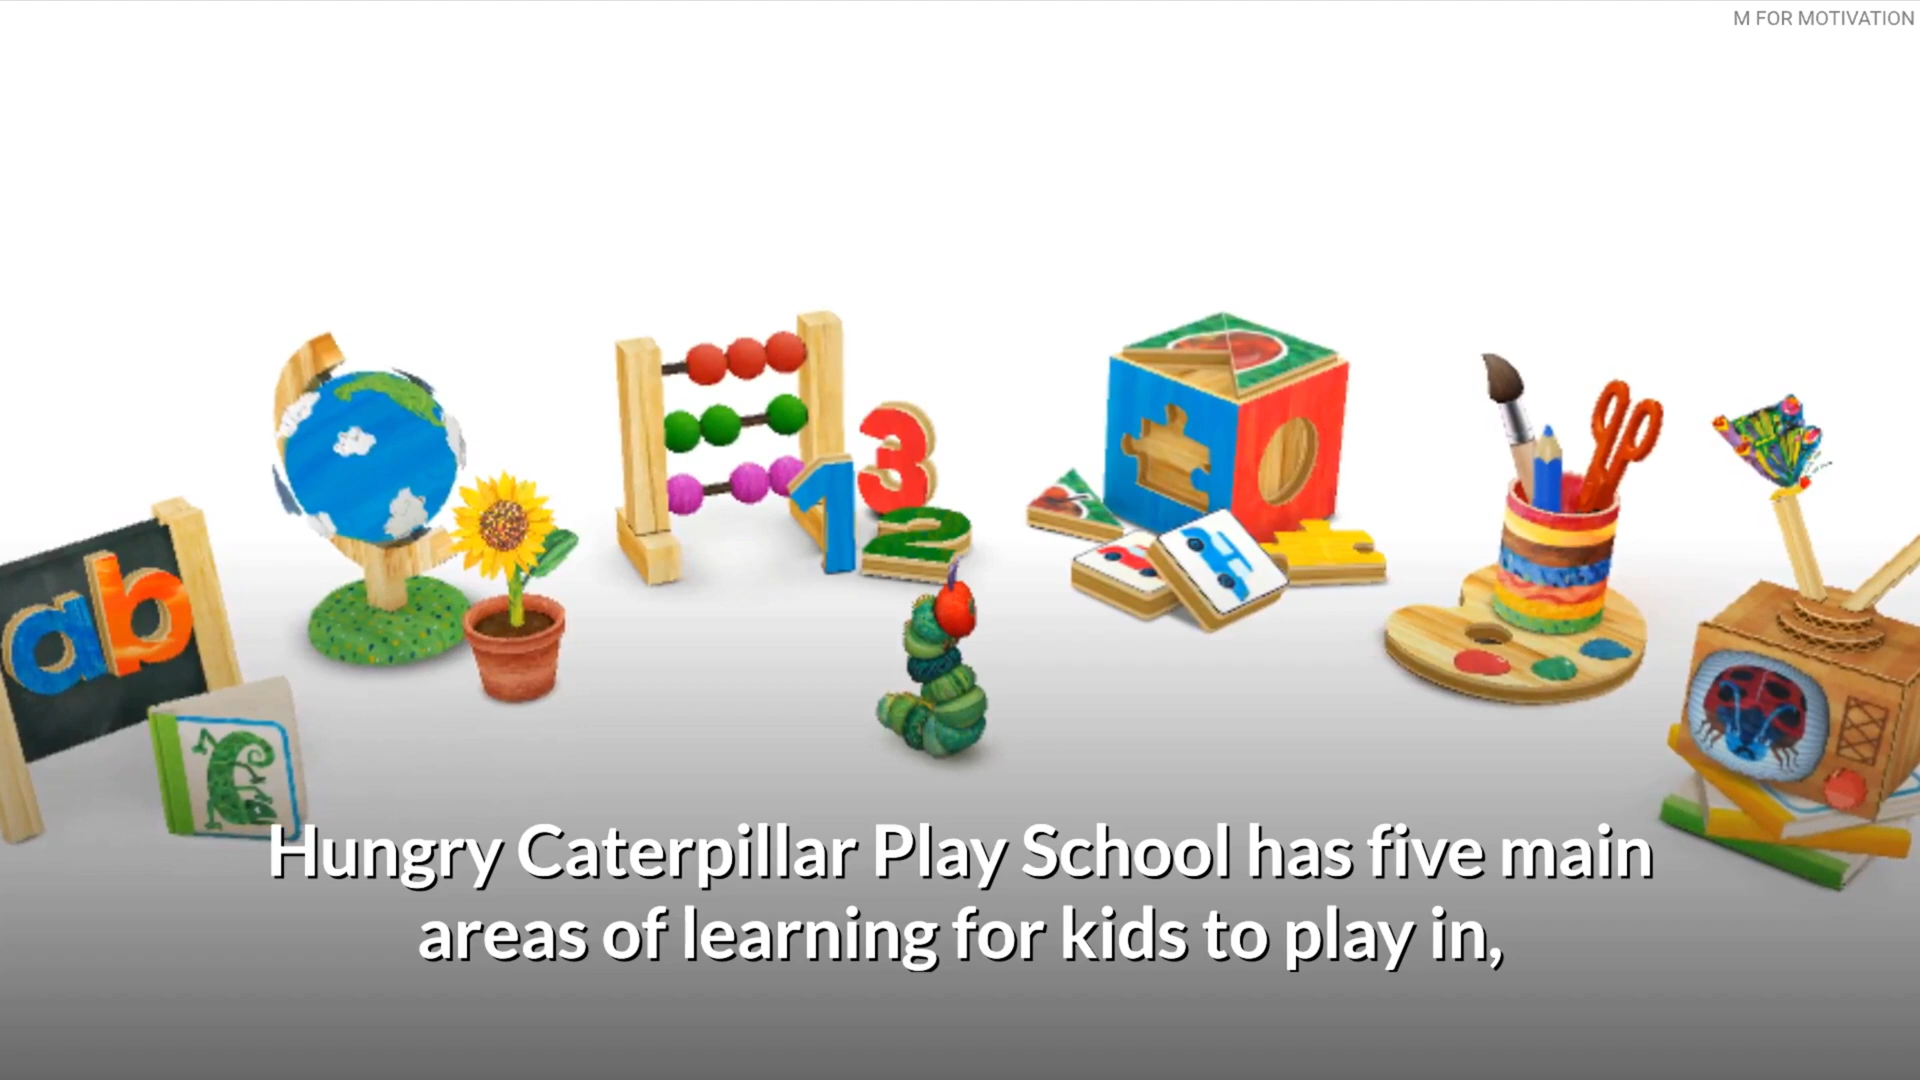 M FOR MOTIVATION
ab
3
1
2
Hungry Caterpillar Play School has five main
areas of learning for kids to play in,